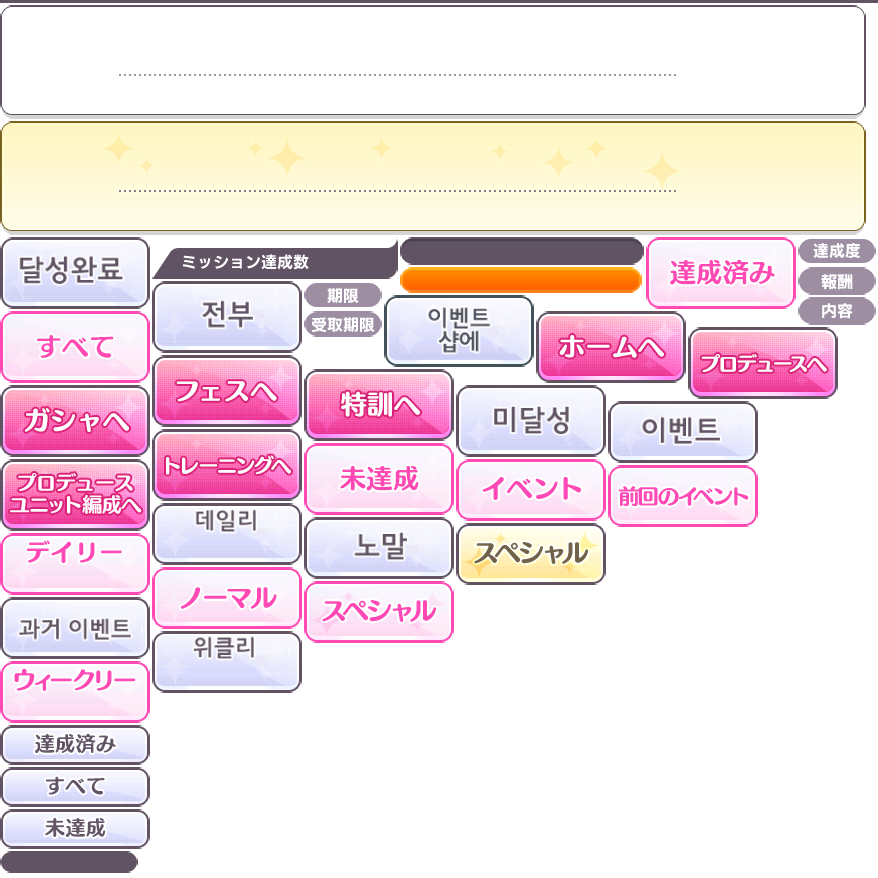 달성완료
ミッション達成数
達成済み
達成度
報酬
内容
すべて
전부
期限
受取期限
이벤트
샵에
ホームへ
プロデュースへ
ガシャへ
フェスへ
特訓へ
미달성
이벤트
プロデュース
ユニット編成へ
トレーニングへ
未達成
イベント
前回のイベント
デイリー
데일리
노말
スペシャル
과거 이벤트
ノーマル
スペシャル
ウィークリー
위클리
達成済み
すべて
未達成